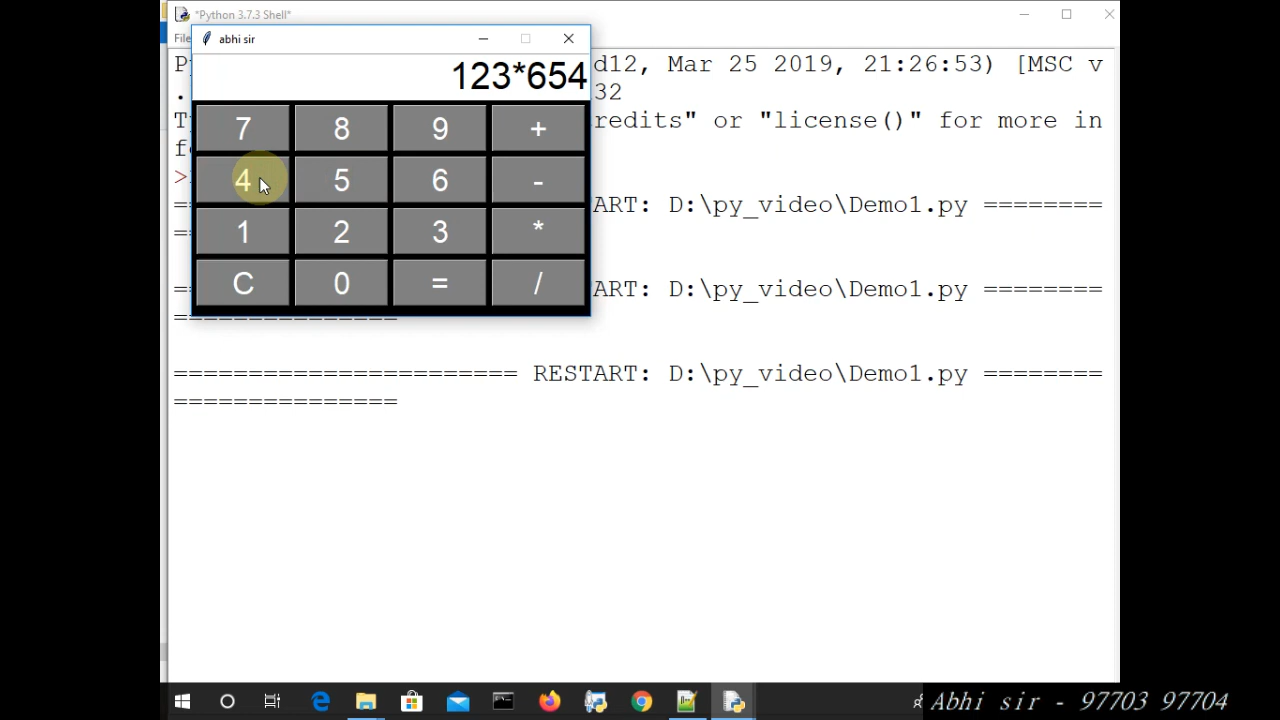 *Python 3.7.3 Shell*
abhi sir
123*654
7 8 9 +
4 5 6 -
1 2 3 *
C 0 = /
d12, Mar 25 2019, 21:26:53) [MSC v
. 32
redits" or "license()" for more in
RESTART: D:\py_video\Demo1.py ========
ART: D:\py_video\Demo1.py ========
======================= RESTART: D:\py_video\Demo1.py ========
===============
Abhi sir - 97703 97704